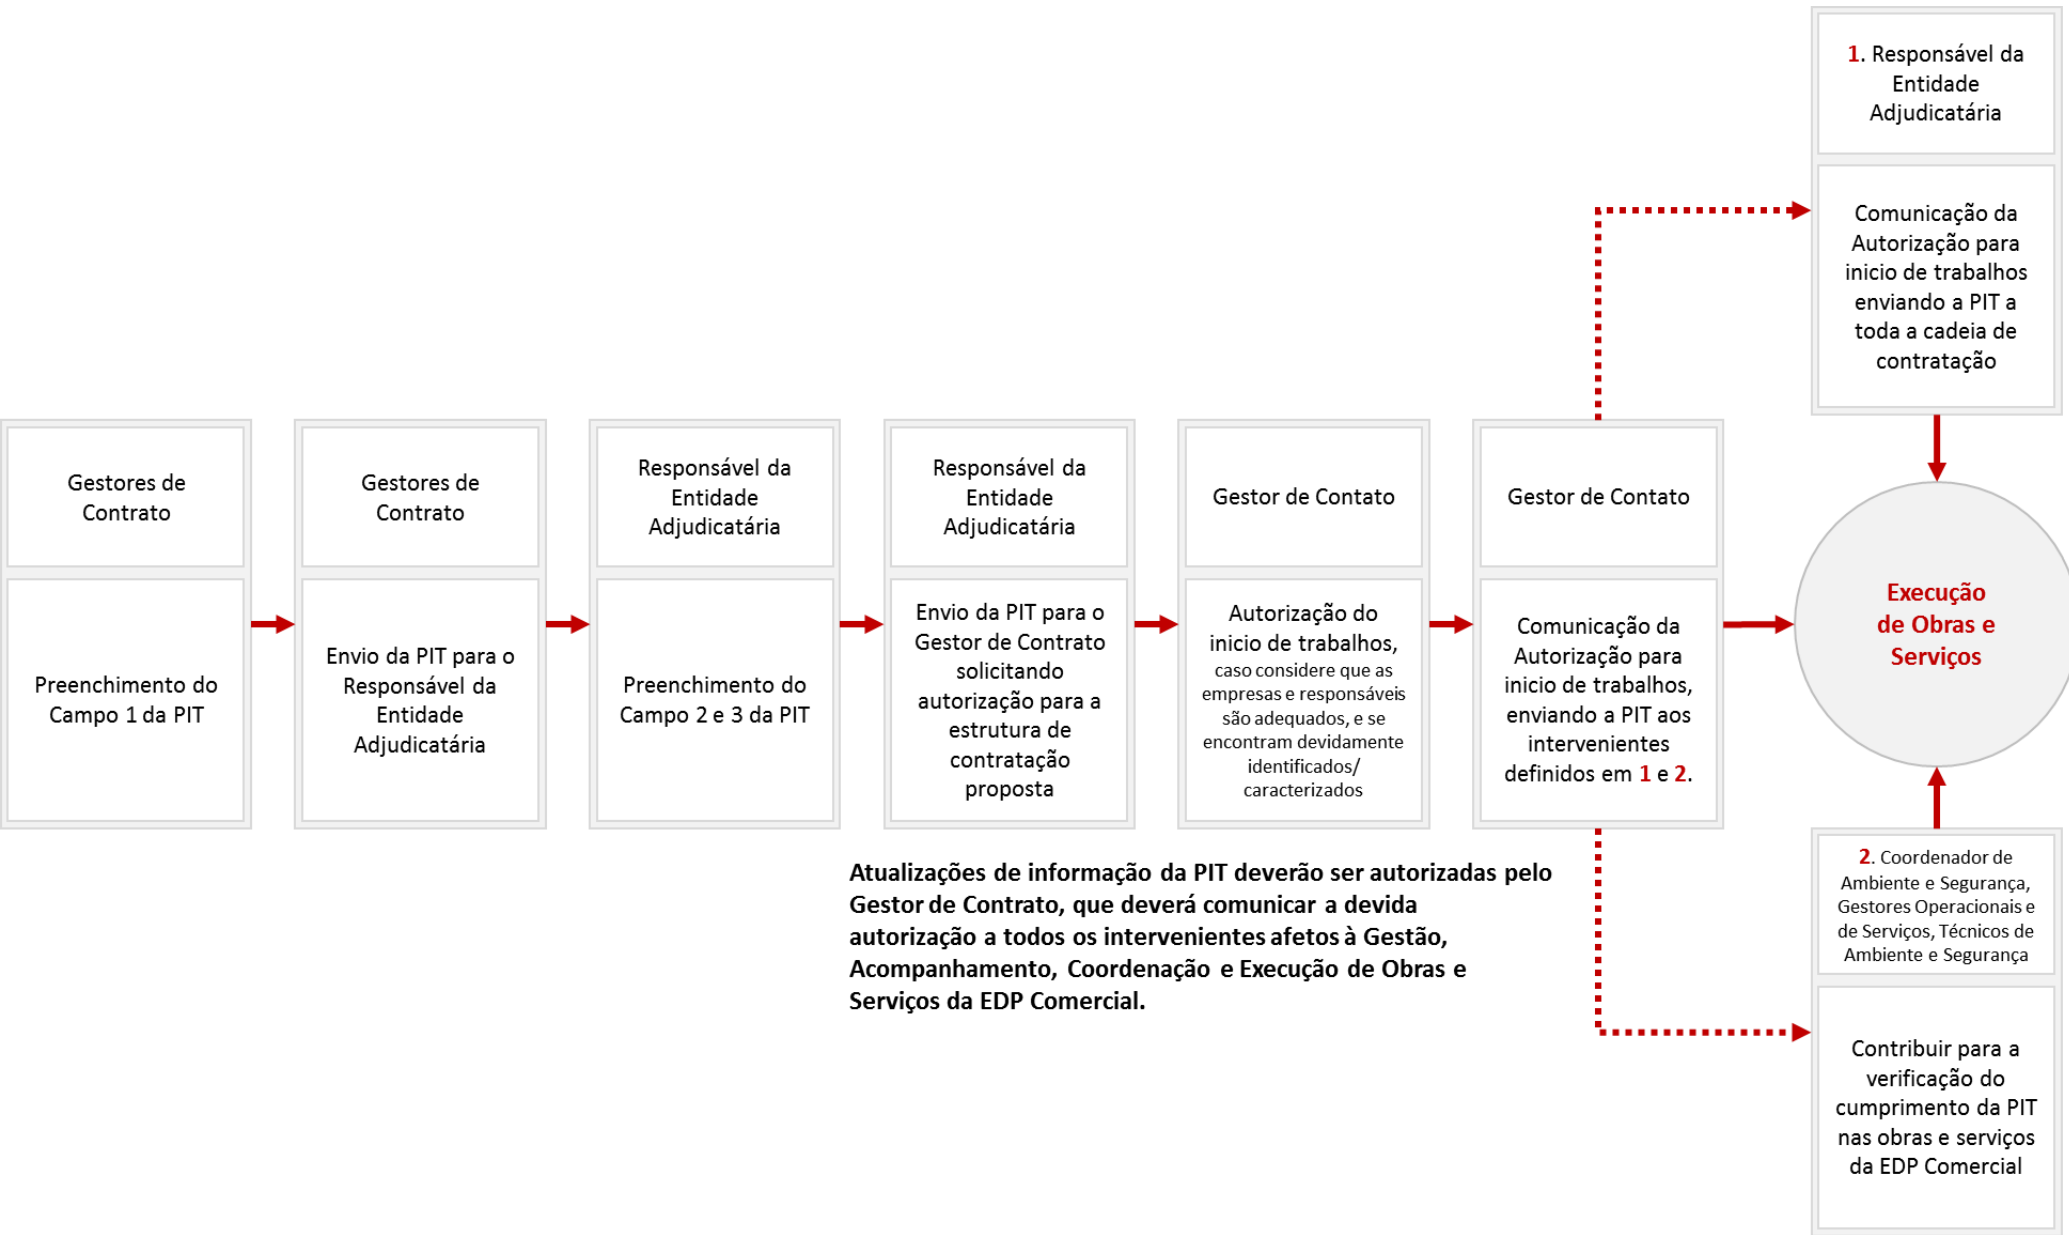 Gestores de
Contrato
Preenchimento do
Campo 1 da PIT
Gestores de
Contrato
Envio da PIT para o
Responsável da
Entidade
Adjudicatária
Responsável da
Entidade
Adjudicatária
Preenchimento do
Campo 2 e 3 da PIT
Responsável da
Entidade
Adjudicatária
Envio da PIT para o
Gestor de Contrato
solicitando
autorização para a
estrutura de
contratação
proposta
Gestor de Contato
Autorização do
inicio de trabalhos,
caso considere que as
empresas e responsáveis
são adequados, e se
encontram devidamente
identificados/
caracterizados
Gestor de Contato
Comunicação da
Autorização para
inicio de trabalhos,
enviando a PIT aos
intervenientes
definidos em 1 e 2.
1. Responsável da
Entidade
Adjudicatária
Comunicação da
Autorização para
inicio de trabalhos
enviando a PIT a
toda a cadeia de
contratação
Execução
de Obras e
Serviços
2. Coordenador de
Ambiente e Segurança,
Gestores Operacionais e
de Serviços, Técnicos de
Ambiente e Segurança
Contribuir para a
verificação do
cumprimento da PIT
nas obras e serviços
da EDP Comercial
Atualizações de informação da PIT deverão ser autorizadas pelo
Gestor de Contrato, que deverá comunicar a devida
autorização a todos os intervenientes afetos à Gestão,
Acompanhamento, Coordenação e Execução de Obras e
Serviços da EDP Comercial.